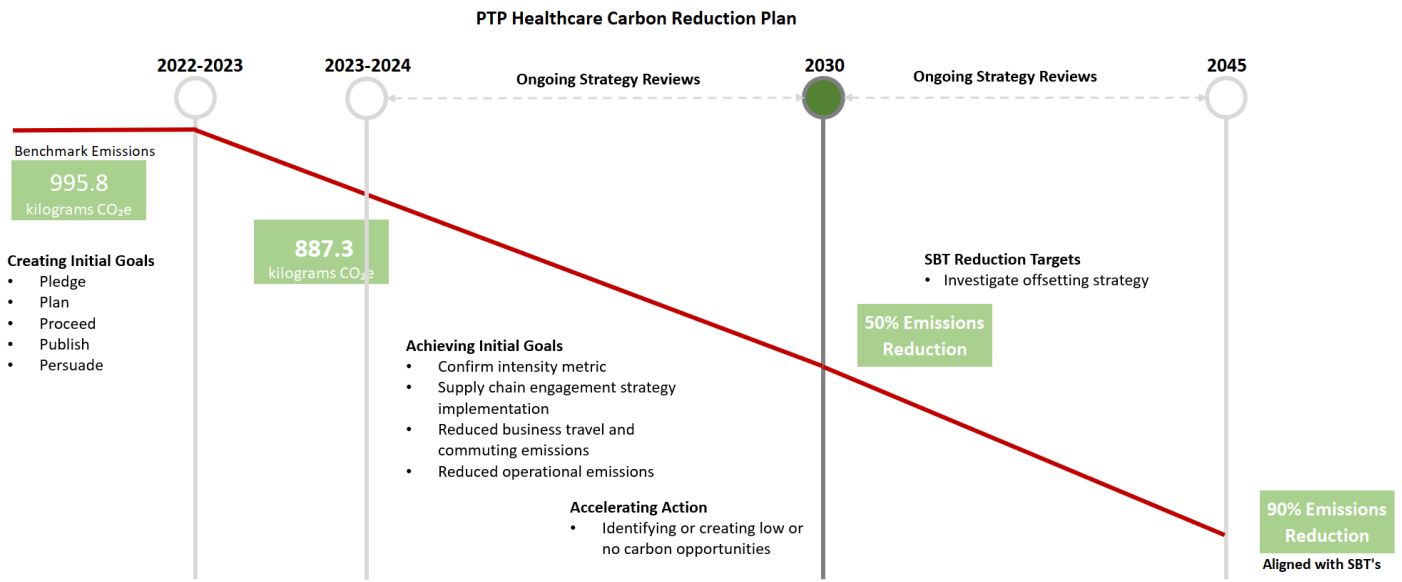 PTP Healthcare Carbon Reduction Plan
2022-2023
2023-2024
Ongoing Strategy Reviews
2030
Ongoing Strategy Reviews
2045
Benchmark Emissions
995.8
kilograms CO₂e
887.3
kilograms CO₂e
Creating Initial Goals
• Pledge
• Plan
• Proceed
• Publish
• Persuade
Achieving Initial Goals
• Confirm intensity metric
• Supply chain engagement strategy
implementation
• Reduced business travel and
commuting emissions
• Reduced operational emissions
Accelerating Action
• Identifying or creating low or
no carbon opportunities
SBT Reduction Targets
• Investigate offsetting strategy
50% Emissions
Reduction
90% Emissions
Reduction
Aligned with SBT's